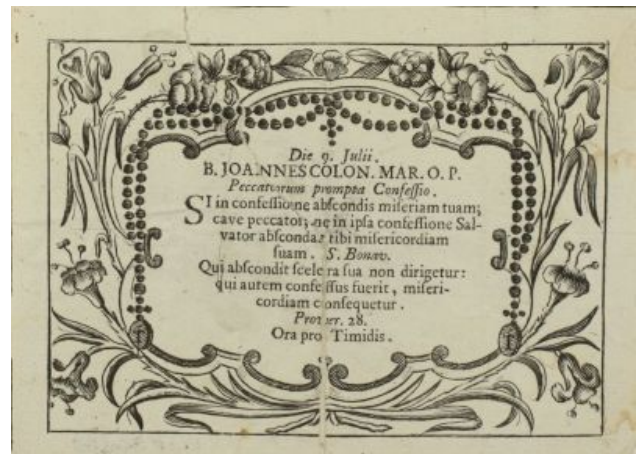 Die 9. Julii.
B. JOANNES COLON. MAR. O. P.
Peccatorum prompta Confeſſio.
SI in confeſſione abſcondis miſeriam tuam;
cave peccator; ne in ipſa confeſſione Sal-
vator abſcondat tibi miſericordiam
ſuam. S. Bonav.
Qui abſcondit ſcelera ſua non dirigetur:
qui autem confeſſus fuerit, miſeri-
cordiam conſequetur.
Prover. 28.
Ora pro Timidis.